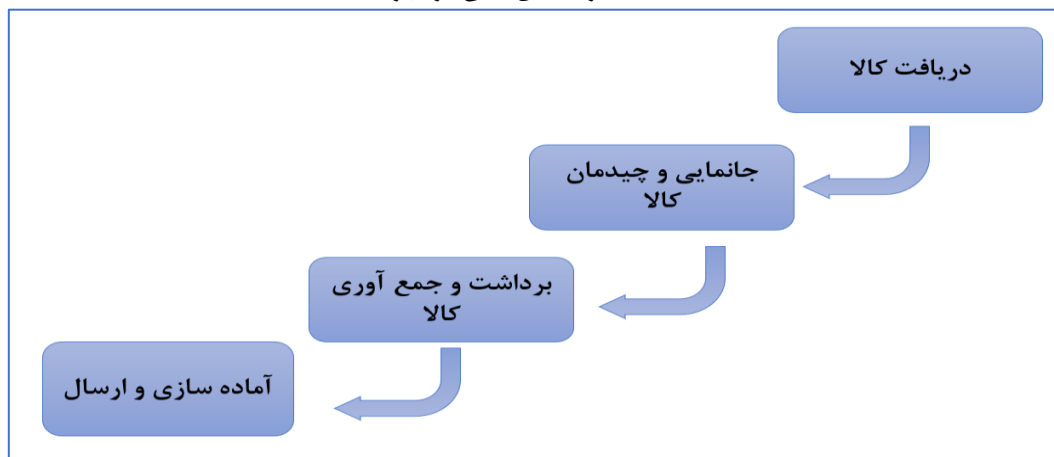 دریافت کالا
جانمایی و چیدمان
کالا
برداشت و جمع آوری
کالا
آماده سازی و ارسال